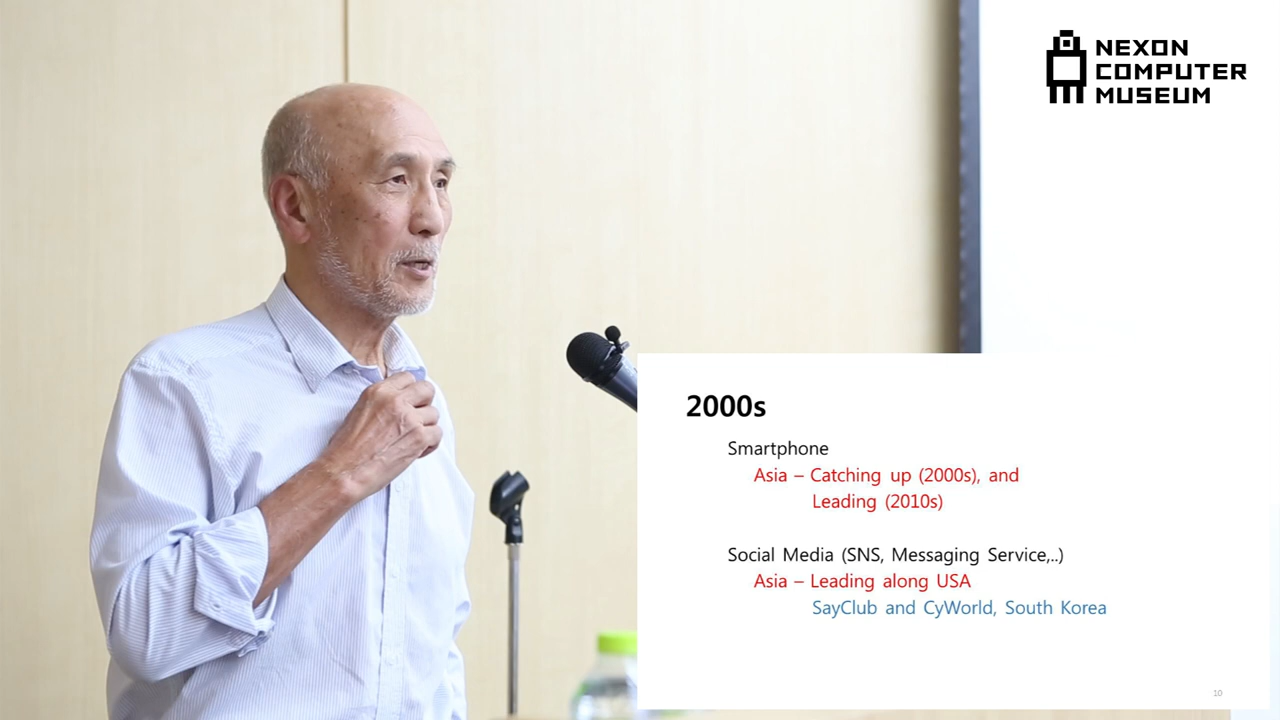 NEXON
COMPUTER
MUSEUM
2000s
Smartphone
Asia – Catching up (2000s), and
Leading (2010s)
Social Media (SNS, Messaging Service,..)
Asia – Leading along USA
SayClub and CyWorld, South Korea
10